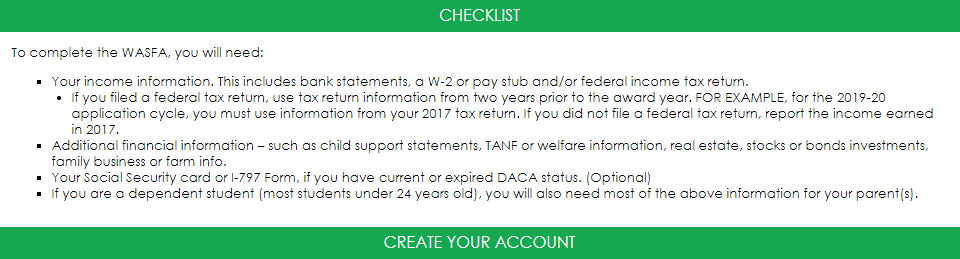 CHECKLIST
To complete the WASFA, you will need:
▪ Your income information. This includes bank statements, a W-2 or pay stub and/or federal income tax return.
• If you filed a federal tax return, use tax return information from two years prior to the award year. FOR EXAMPLE, for the 2019-20
application cycle, you must use information from your 2017 tax return. If you did not file a federal tax return, report the income earned
in 2017.
▪ Additional financial information – such as child support statements, TANF or welfare information, real estate, stocks or bonds investments,
family business or farm info.
▪ Your Social Security card or I-797 Form, if you have current or expired DACA status. (Optional)
▪ If you are a dependent student (most students under 24 years old), you will also need most of the above information for your parent(s).
CREATE YOUR ACCOUNT